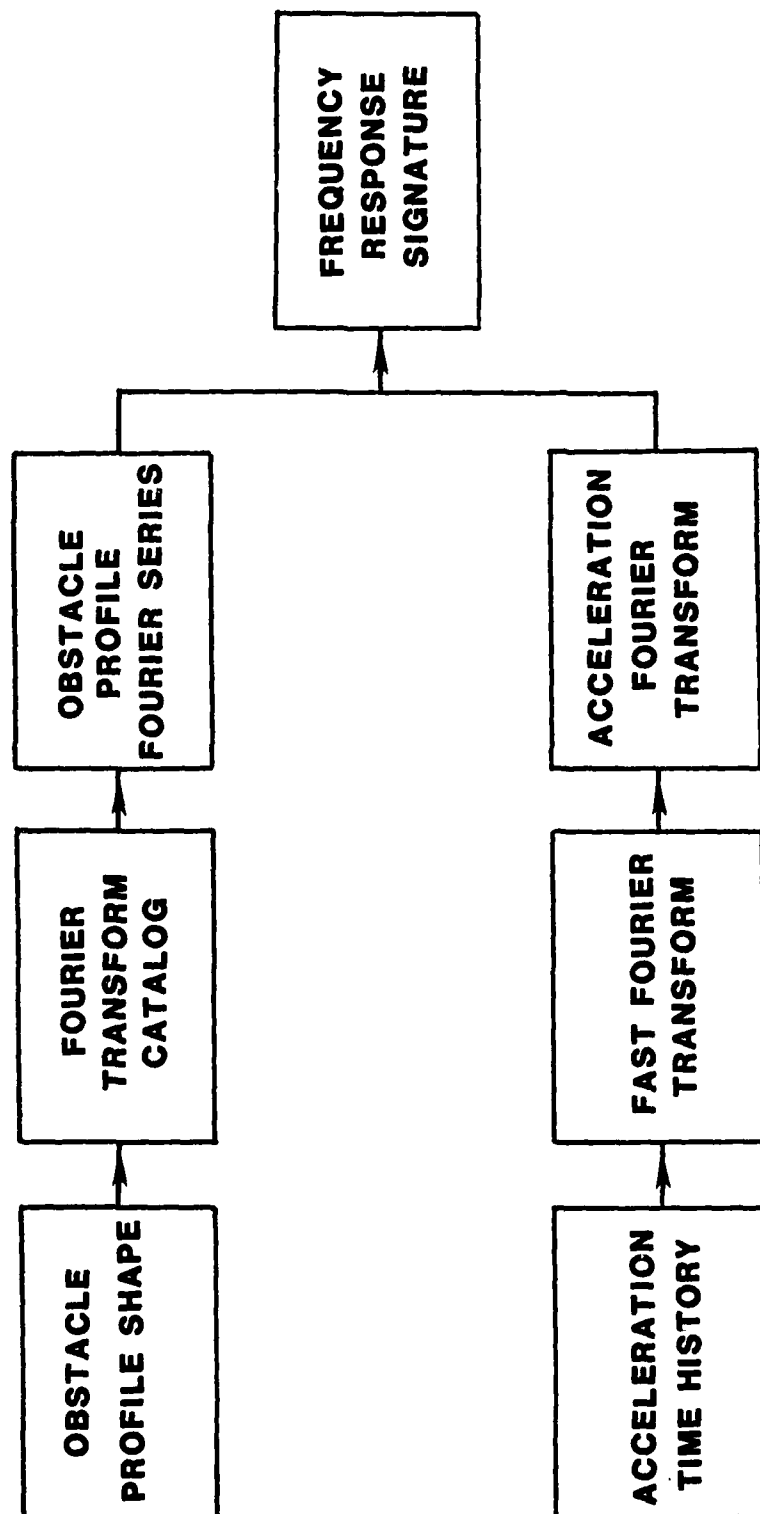 OBSTACLE
PROFILE SHAPE
FOURIER
TRANSFORM
CATALOG
OBSTACLE
PROFILE
FOURIER SERIES
ACCELERATION
TIME HISTORY
FAST FOURIER
TRANSFORM
ACCELERATION
FOURIER
TRANSFORM
FREQUENCY
RESPONSE
SIGNATURE